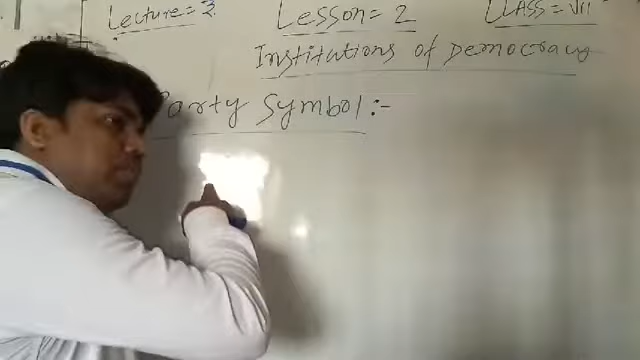 Lecture = 3 Lesson = 2 CLASS = VII
Institutions of Democracy
Party Symbol :-